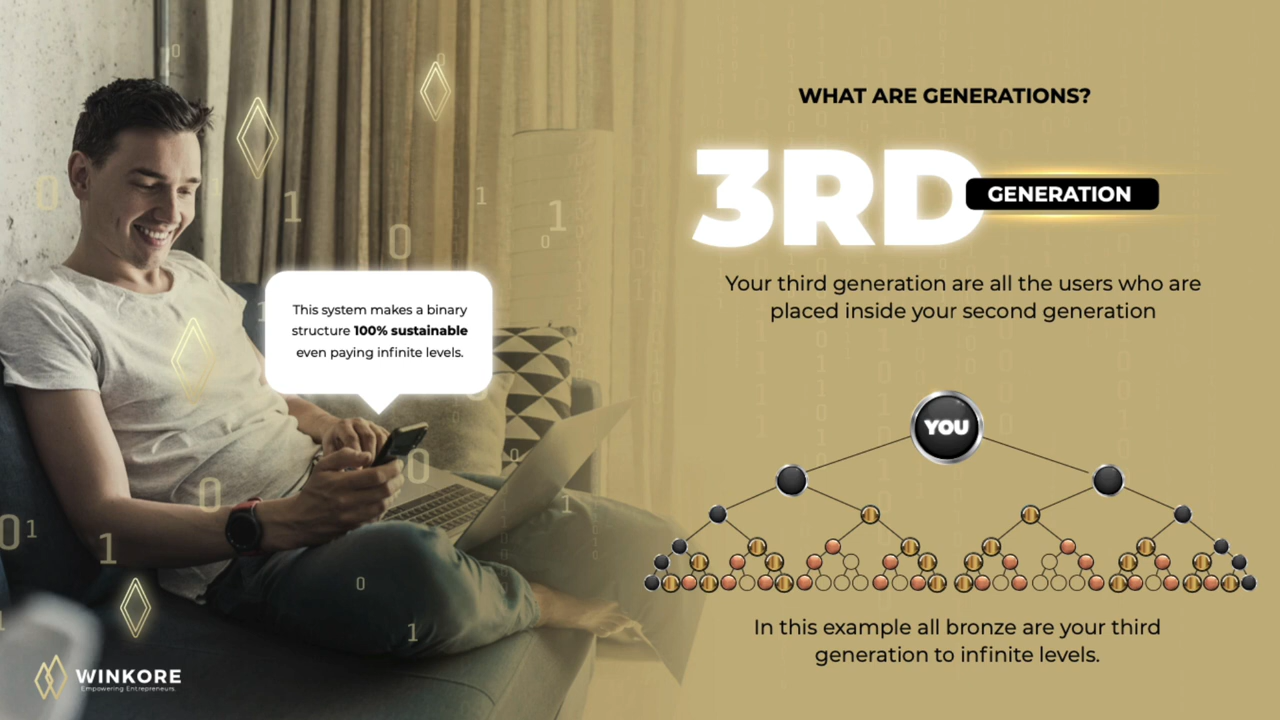 WHAT ARE GENERATIONS?
3RD
GENERATION
Your third generation are all the users who are
placed inside your second generation
This system makes a binary
structure 100% sustainable
even paying infinite levels.
YOU
In this example all bronze are your third
generation to infinite levels.
WINKORE
Empowering Entrepreneurs.